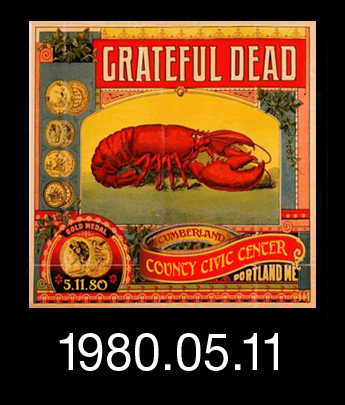 GRATEFUL DEAD
GOLD MEDAL
5.11.80
CUMBERLAND
COUNTY CIVIC CENTER
PORTLAND ME
1980.05.11